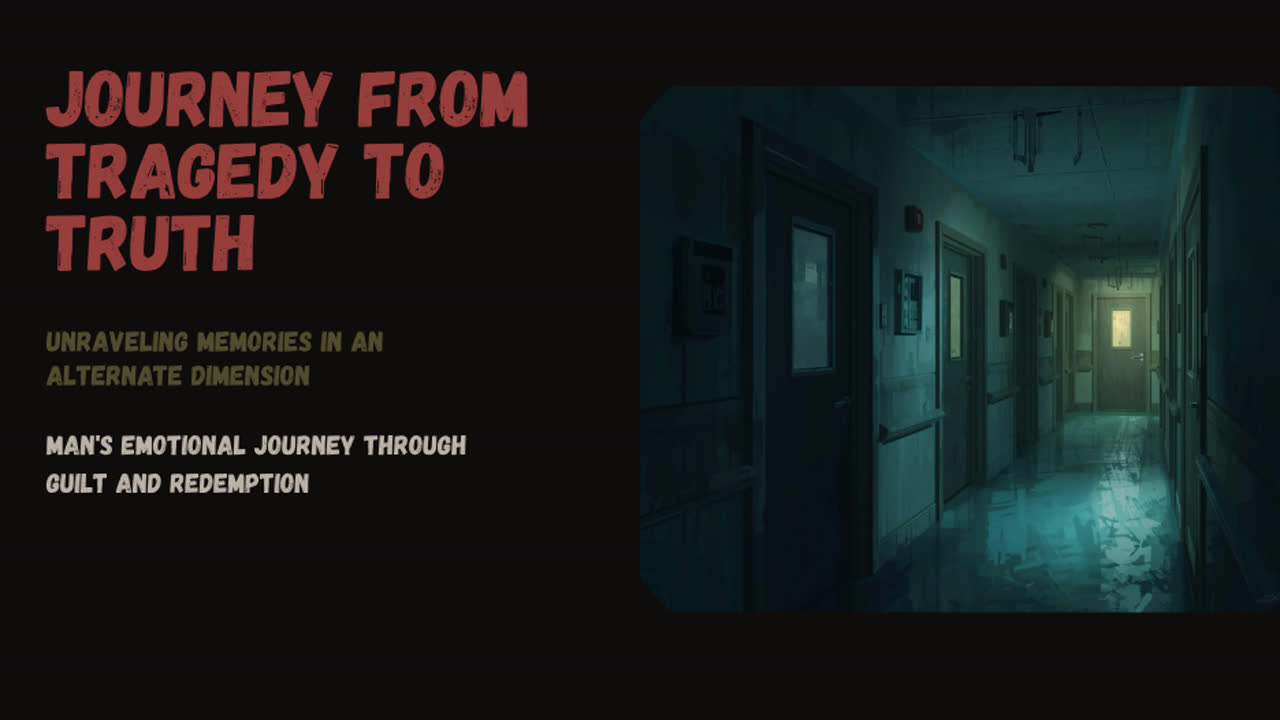 JOURNEY FROM
TRAGEDY TO
TRUTH
UNRAVELING MEMORIES IN AN
ALTERNATE DIMENSION
MAN'S EMOTIONAL JOURNEY THROUGH
GUILT AND REDEMPTION